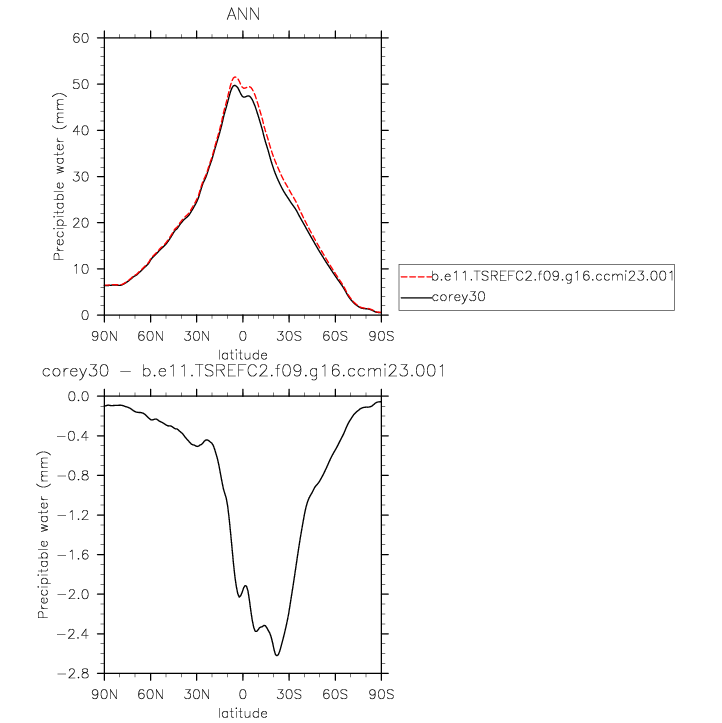 ANN
60
50
40
30
20
10
0
Precipitable water (mm)
90N 60N 30N 0 30S 60S 90S
latitude
b.e11.TSREFC2.f09.g16.ccmi23.001
corey30
corey30 − b.e11.TSREFC2.f09.g16.ccmi23.001
0.0
−0.4
−0.8
−1.2
−1.6
−2.0
−2.4
−2.8
Precipitable water (mm)
90N 60N 30N 0 30S 60S 90S
latitude